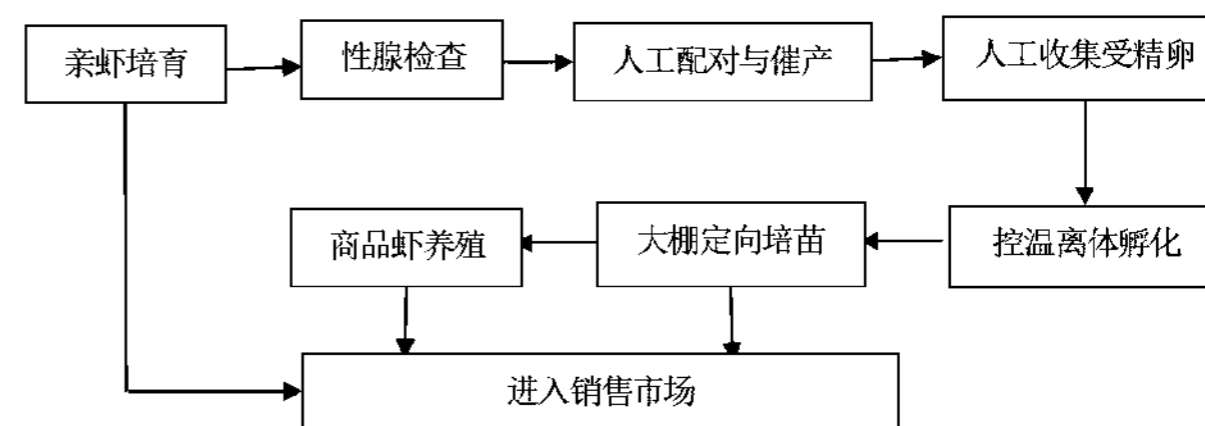 亲虾培育
性腺检查
人工配对与催产
人工收集受精卵
控温离体孵化
大棚定向培苗
商品虾养殖
进入销售市场